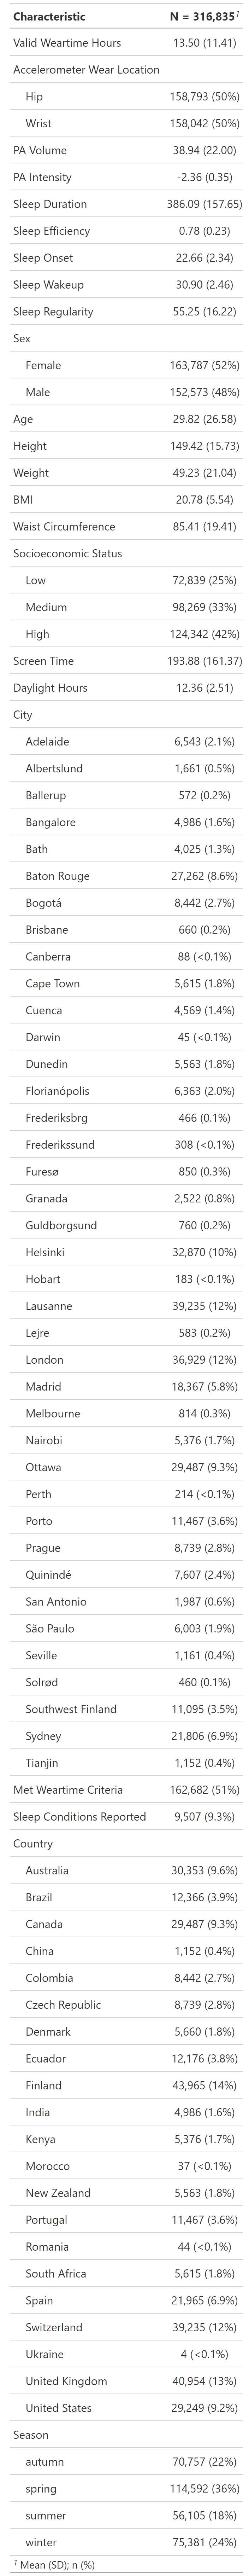 Characteristic N = 316,835¹
Valid Weartime Hours 13.50 (11.41)
Accelerometer Wear Location
Hip 158,793 (50%)
Wrist 158,042 (50%)
PA Volume 38.94 (22.00)
PA Intensity -2.36 (0.35)
Sleep Duration 386.09 (157.65)
Sleep Efficiency 0.78 (0.23)
Sleep Onset 22.66 (2.34)
Sleep Wakeup 30.90 (2.46)
Sleep Regularity 55.25 (16.22)
Sex
Female 163,787 (52%)
Male 152,573 (48%)
Age 29.82 (26.58)
Height 149.42 (15.73)
Weight 49.23 (21.04)
BMI 20.78 (5.54)
Waist Circumference 85.41 (19.41)
Socioeconomic Status
Low 72,839 (25%)
Medium 98,269 (33%)
High 124,342 (42%)
Screen Time 193.88 (161.37)
Daylight Hours 12.36 (2.51)
City
Adelaide 6,543 (2.1%)
Albertslund 1,661 (0.5%)
Ballerup 572 (0.2%)
Bangalore 4,986 (1.6%)
Bath 4,025 (1.3%)
Baton Rouge 27,262 (8.6%)
Bogotá 8,442 (2.7%)
Brisbane 660 (0.2%)
Canberra 88 (<0.1%)
Cape Town 5,615 (1.8%)
Cuenca 4,569 (1.4%)
Darwin 45 (<0.1%)
Dunedin 5,563 (1.8%)
Florianópolis 6,363 (2.0%)
Frederiksbrg 466 (0.1%)
Frederikssund 308 (<0.1%)
Furesø 850 (0.3%)
Granada 2,522 (0.8%)
Guldborgsund 760 (0.2%)
Helsinki 32,870 (10%)
Hobart 183 (<0.1%)
Lausanne 39,235 (12%)
Lejre 583 (0.2%)
London 36,929 (12%)
Madrid 18,367 (5.8%)
Melbourne 814 (0.3%)
Nairobi 5,376 (1.7%)
Ottawa 29,487 (9.3%)
Perth 214 (<0.1%)
Porto 11,467 (3.6%)
Prague 8,739 (2.8%)
Quinindé 7,607 (2.4%)
San Antonio 1,987 (0.6%)
São Paulo 6,003 (1.9%)
Seville 1,161 (0.4%)
Solrød 460 (0.1%)
Southwest Finland 11,095 (3.5%)
Sydney 21,806 (6.9%)
Tianjin 1,152 (0.4%)
Met Weartime Criteria 162,682 (51%)
Sleep Conditions Reported 9,507 (9.3%)
Country
Australia 30,353 (9.6%)
Brazil 12,366 (3.9%)
Canada 29,487 (9.3%)
China 1,152 (0.4%)
Colombia 8,442 (2.7%)
Czech Republic 8,739 (2.8%)
Denmark 5,660 (1.8%)
Ecuador 12,176 (3.8%)
Finland 43,965 (14%)
India 4,986 (1.6%)
Kenya 5,376 (1.7%)
Morocco 37 (<0.1%)
New Zealand 5,563 (1.8%)
Portugal 11,467 (3.6%)
Romania 44 (<0.1%)
South Africa 5,615 (1.8%)
Spain 21,965 (6.9%)
Switzerland 39,235 (12%)
Ukraine 4 (<0.1%)
United Kingdom 40,954 (13%)
United States 29,249 (9.2%)
Season
autumn 70,757 (22%)
spring 114,592 (36%)
summer 56,105 (18%)
winter 75,381 (24%)
¹ Mean (SD); n (%)